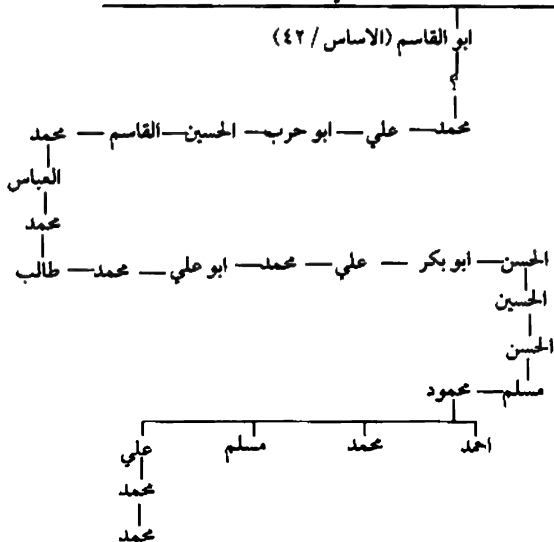 ابو القاسم (الاساس / ٤٢)
؟
محمد — علي — ابو حرب — الحسين — القاسم — محمد
العباس
محمد
الحسن — ابو بكر — علي — محمد — ابو علي — محمد — طالب
الحسين
الحسن
مسلم — محمود
احمد محمد مسلم علي
محمد
محمد